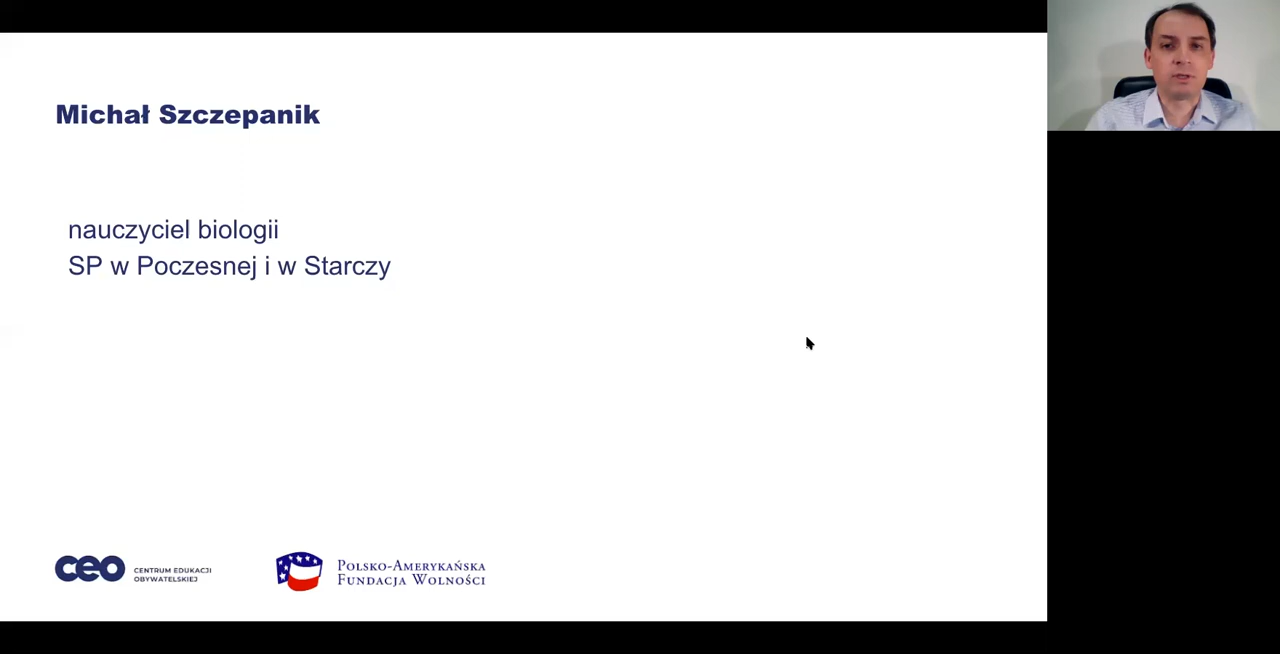 Michał Szczepanik
nauczyciel biologii
SP w Poczesnej i w Starczy
ceo
CENTRUM EDUKACJI
OBYWATELSKIEJ
POLSKO-AMERYKAŃSKA
FUNDACJA WOLNOŚCI